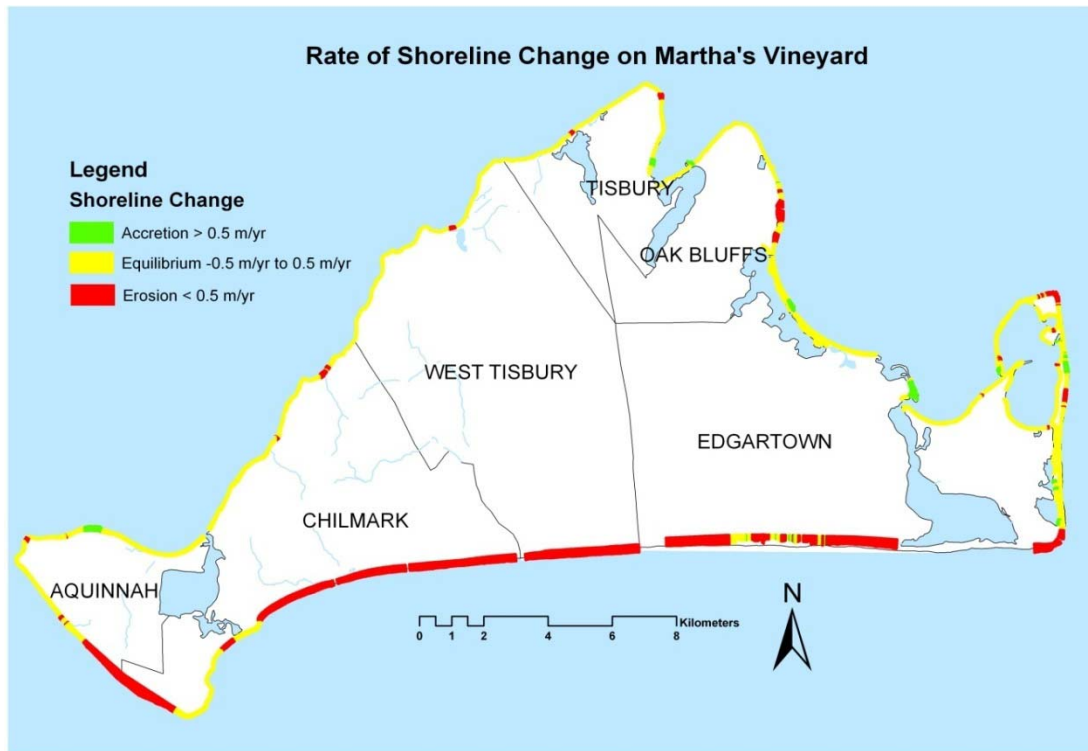 Rate of Shoreline Change on Martha's Vineyard
Legend
Shoreline Change
Accretion > 0.5 m/yr
Equilibrium -0.5 m/yr to 0.5 m/yr
Erosion < 0.5 m/yr
TISBURY
OAK BLUFFS
WEST TISBURY
EDGARTOWN
CHILMARK
AQUINNAH
N
Kilometers
0 1 2 4 6 8